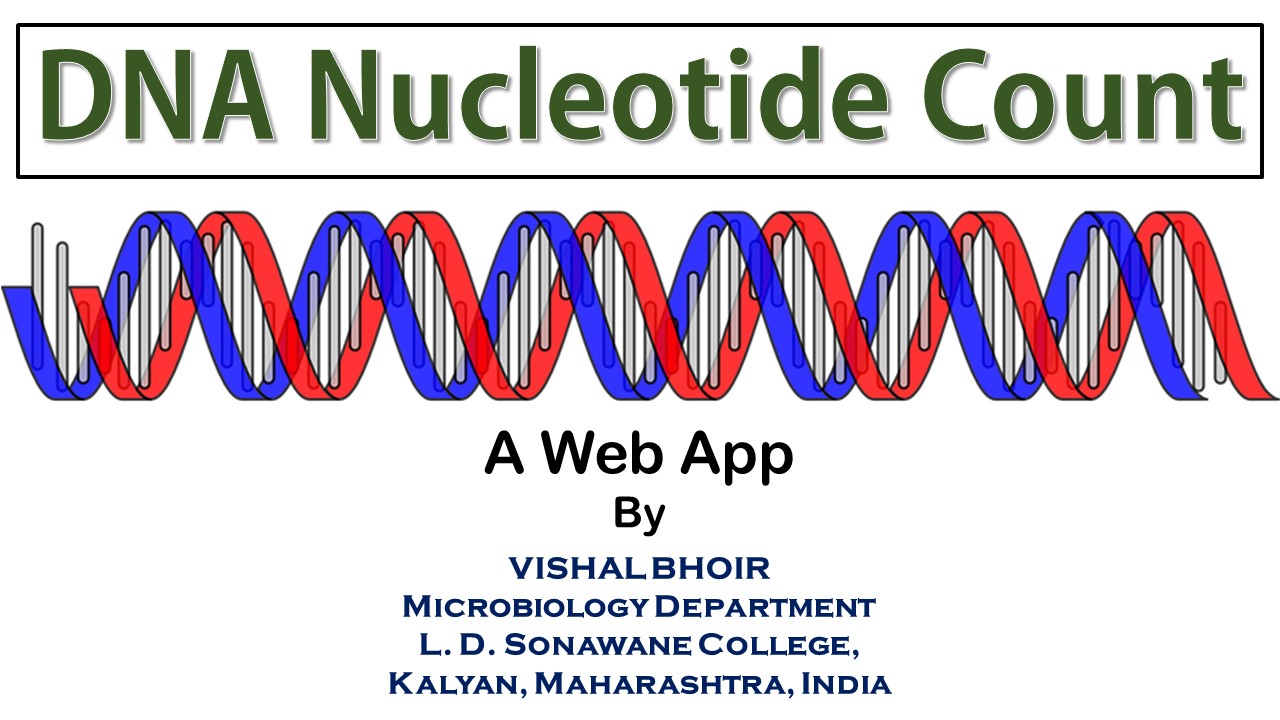 DNA Nucleotide Count
A Web App
By
VISHAL BHOIR
MICROBIOLOGY DEPARTMENT
L. D. SONAWANE COLLEGE,
KALYAN, MAHARASHTRA, INDIA